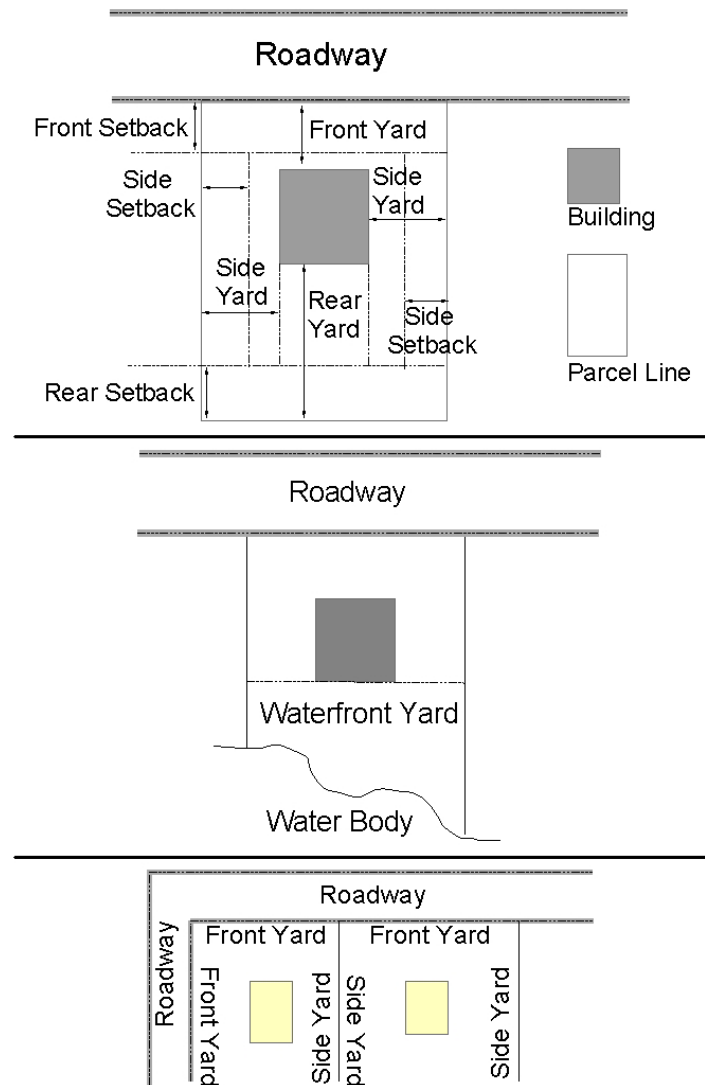 Roadway
Front Setback
Front Yard
Side
Setback
Side
Yard
Building
Side
Yard
Rear
Yard
Side
Setback
Parcel Line
Rear Setback
Roadway
Waterfront Yard
Water Body
Roadway
Roadway
Front Yard
Front Yard
Front Yard
Side Yard
Side Yard
Side Yard